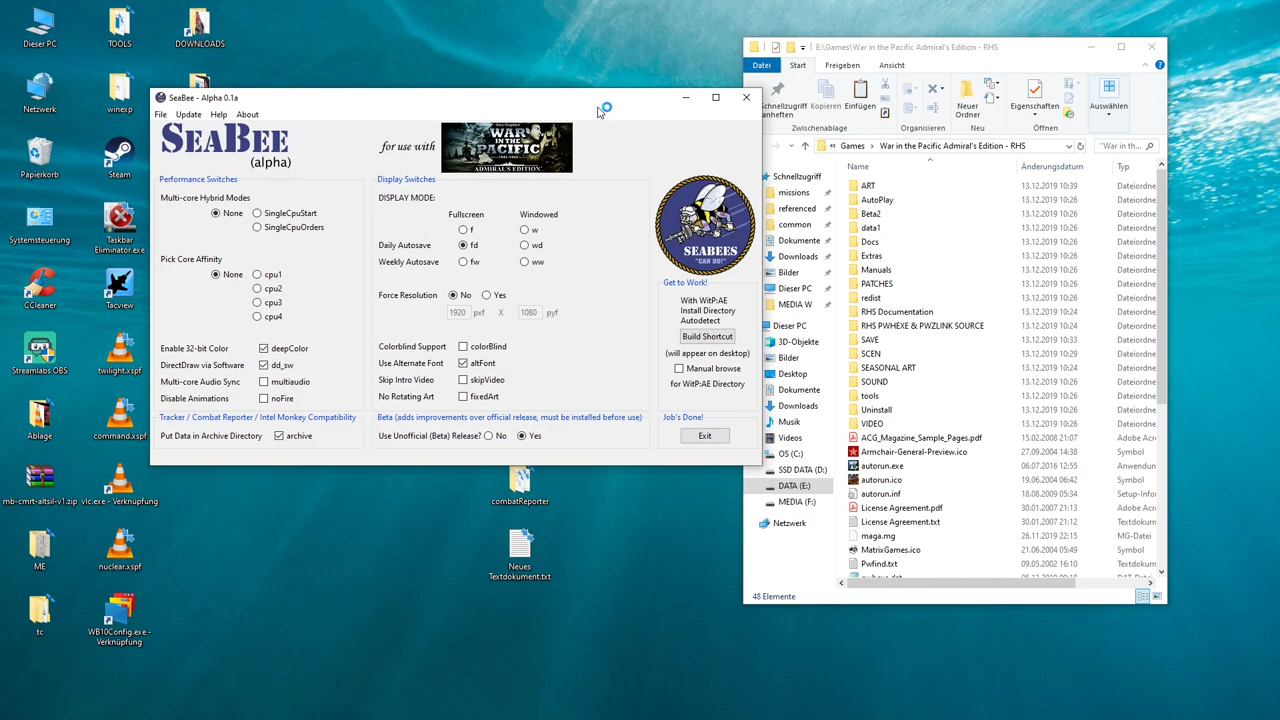 Dieser PC
TOOLS
DOWNLOADS
Netzwerk
winexp
Papierkorb
Steam
Systemsteuerung
Taskbar
Eliminator.exe
CCleaner
Tacview
Streamlabs OBS
twilight.xspf
Ablage
command.xspf
mb-cmrt-altsil-v1.zip
vlc.exe - Verknüpfung
ME
nuclear.xspf
tc
WB10Config.exe -
Verknüpfung
combatReporter
Neues
Textdokument.txt
SeaBee - Alpha 0.1a
File Update Help About
SEABEE
(alpha)
for use with
WAR
IN THE
PACIFIC
ADMIRAL'S EDITION
Performance Switches
Multi-core Hybrid Modes
None SingleCpuStart
SingleCpuOrders
Pick Core Affinity
None cpu1
cpu2
cpu3
cpu4
Enable 32-bit Color deepColor
DirectDraw via Software dd_sw
Multi-core Audio Sync multiaudio
Disable Animations noFire
Tracker / Combat Reporter / Intel Monkey Compatibility
Put Data in Archive Directory archive
Display Switches
DISPLAY MODE:
Fullscreen Windowed
f w
Daily Autosave fd wd
Weekly Autosave fw ww
Force Resolution No Yes
1920 pxf X 1080 pyf
Colorblind Support colorBlind
Use Alternate Font altFont
Skip Intro Video skipVideo
No Rotating Art fixedArt
Beta (adds improvements over official release, must be installed before use)
Use Unofficial (Beta) Release? No Yes
SEABEES
"CAN DO!"
Get to Work!
With WitP:AE
Install Directory
Autodetect
Build Shortcut
(will appear on desktop)
Manual browse
for WitP:AE Directory
Job's Done!
Exit
E:\Games\War in the Pacific Admiral's Edition - RHS
Datei Start Freigeben Ansicht
Schnellzugriff
Kopieren
Einfügen
Neuer
Ordner
Eigenschaften
Auswählen
Zwischenablage Organisieren Neu Öffnen
« Games War in the Pacific Admiral's Edition - RHS
"War in th...
Schnellzugriff
missions
referenced
common
Dokumente
Downloads
Bilder
Dieser PC
MEDIA W
Dieser PC
3D-Objekte
Bilder
Desktop
Dokumente
Downloads
Musik
Videos
OS (C:)
SSD DATA (D:)
DATA (E:)
MEDIA (F:)
Netzwerk
Name Änderungsdatum Typ
ART 13.12.2019 10:39 Dateiordne
AutoPlay 13.12.2019 10:26 Dateiordne
Beta2 13.12.2019 10:26 Dateiordne
data1 13.12.2019 10:26 Dateiordne
Docs 13.12.2019 10:26 Dateiordne
Extras 13.12.2019 10:26 Dateiordne
Manuals 13.12.2019 10:26 Dateiordne
PATCHES 13.12.2019 10:26 Dateiordne
redist 13.12.2019 10:26 Dateiordne
RHS Documentation 13.12.2019 10:26 Dateiordne
RHS PWHEXE & PWZLINK SOURCE 13.12.2019 10:26 Dateiordne
SAVE 13.12.2019 10:26 Dateiordne
SCEN 13.12.2019 10:26 Dateiordne
SEASONAL ART 13.12.2019 10:26 Dateiordne
SOUND 13.12.2019 10:26 Dateiordne
tools 13.12.2019 10:26 Dateiordne
Uninstall 13.12.2019 10:26 Dateiordne
VIDEO 13.12.2019 10:26 Dateiordne
ACG_Magazine_Sample_Pages.pdf 15.02.2008 21:07 Adobe Acro
Armchair-General-Preview.ico 27.09.2004 14:38 Symbol
autorun.exe 06.07.2016 12:55 Anwendun
autorun.ico 19.06.2004 06:42 Symbol
autorun.inf 18.08.2009 05:34 Setup-Infor
License Agreement.pdf 30.01.2007 21:12 Adobe Acro
License Agreement.txt 30.01.2007 21:12 Textdokum
maga.mg 26.11.2019 22:15 MG-Datei
MatrixGames.ico 21.06.2004 05:49 Symbol
Pwfind.txt 09.05.2002 16:10 Textdokum
48 Elemente